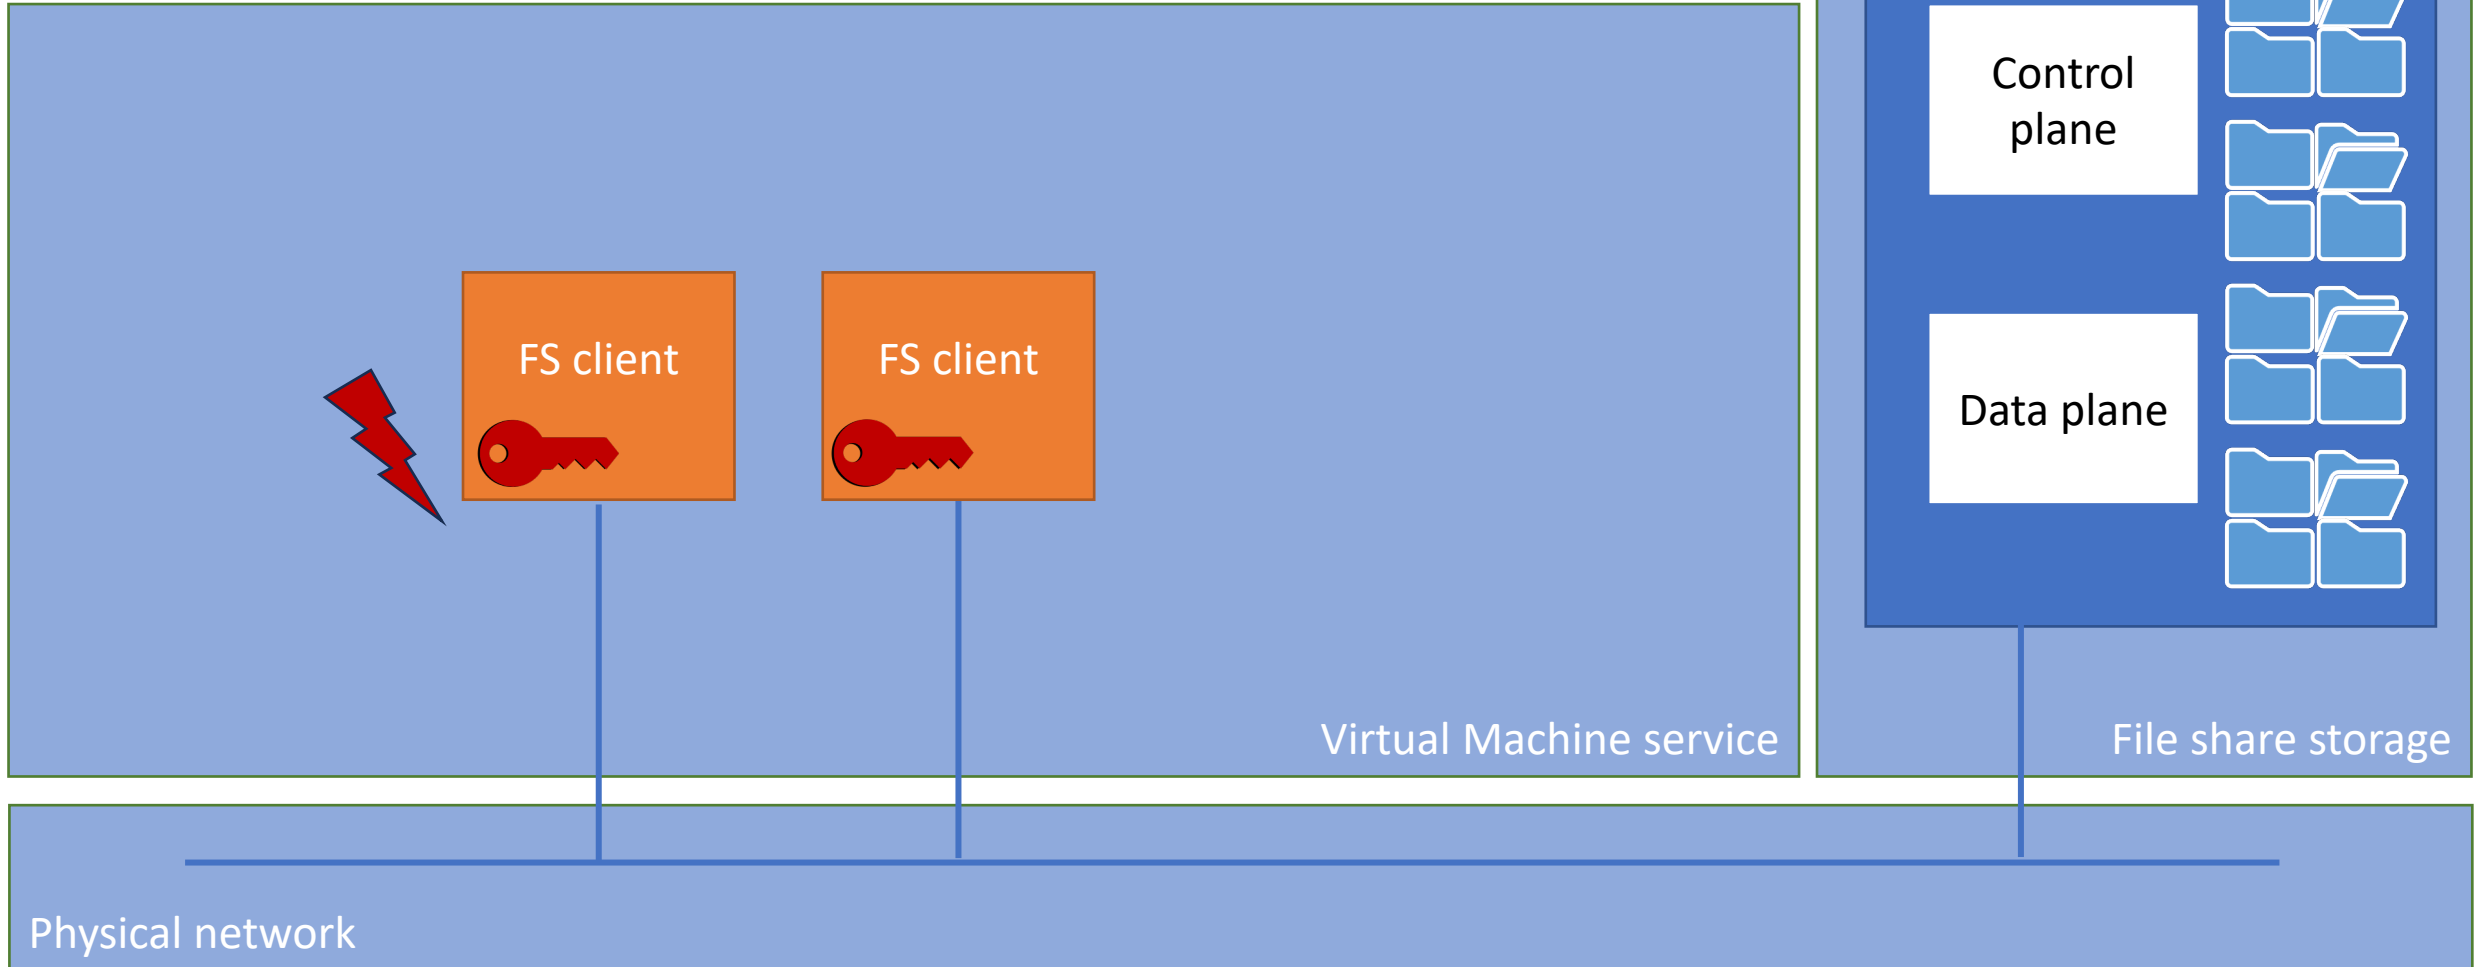 Control
plane
FS client
FS client
Data plane
Virtual Machine service
File share storage
Physical network